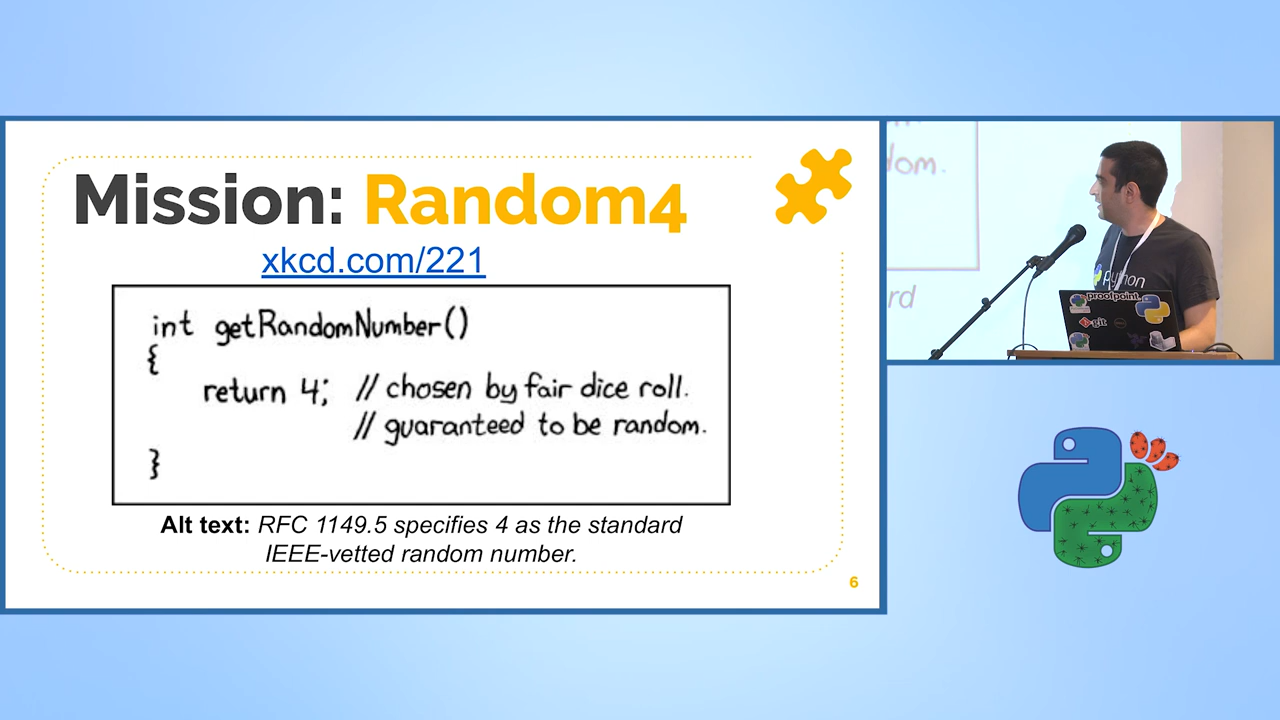 Mission: Random4
xkcd.com/221
int getRandomNumber()
{
return 4; // chosen by fair dice roll.
// guaranteed to be random.
}
Alt text: RFC 1149.5 specifies 4 as the standard
IEEE-vetted random number.
6
dom.
rd
python
proofpoint.
git